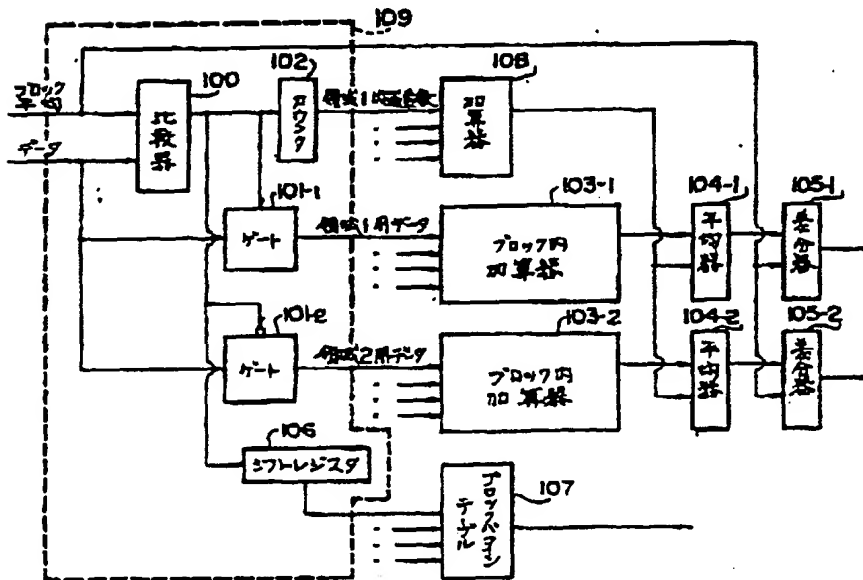 109
100
102
108
ブロック
平均
比較器
カウンタ
領域1内画素数
加算器
データ
101-1
103-1
104-1
105-1
ゲート
領域1用データ
ブロック内
加算器
平均器
差分器
101-2
103-2
104-2
105-2
ゲート
領域2用データ
ブロック内
加算器
平均器
差分器
106
シフトレジスタ
107
ブロックパタイン
テーブル